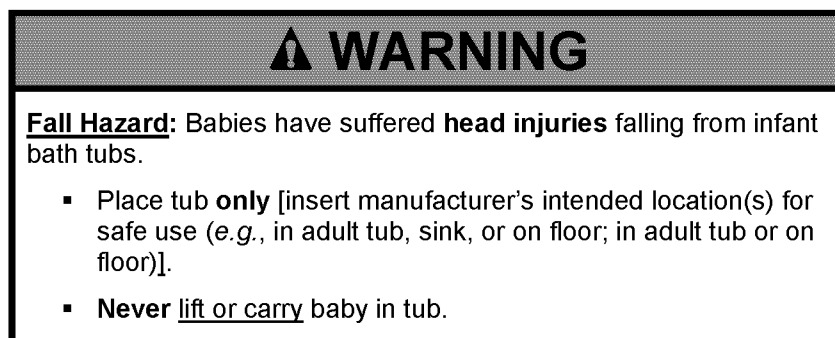 WARNING
Fall Hazard: Babies have suffered head injuries falling from infant
bath tubs.
▪ Place tub only [insert manufacturer's intended location(s) for
safe use (e.g., in adult tub, sink, or on floor; in adult tub or on
floor)].
▪ Never lift or carry baby in tub.